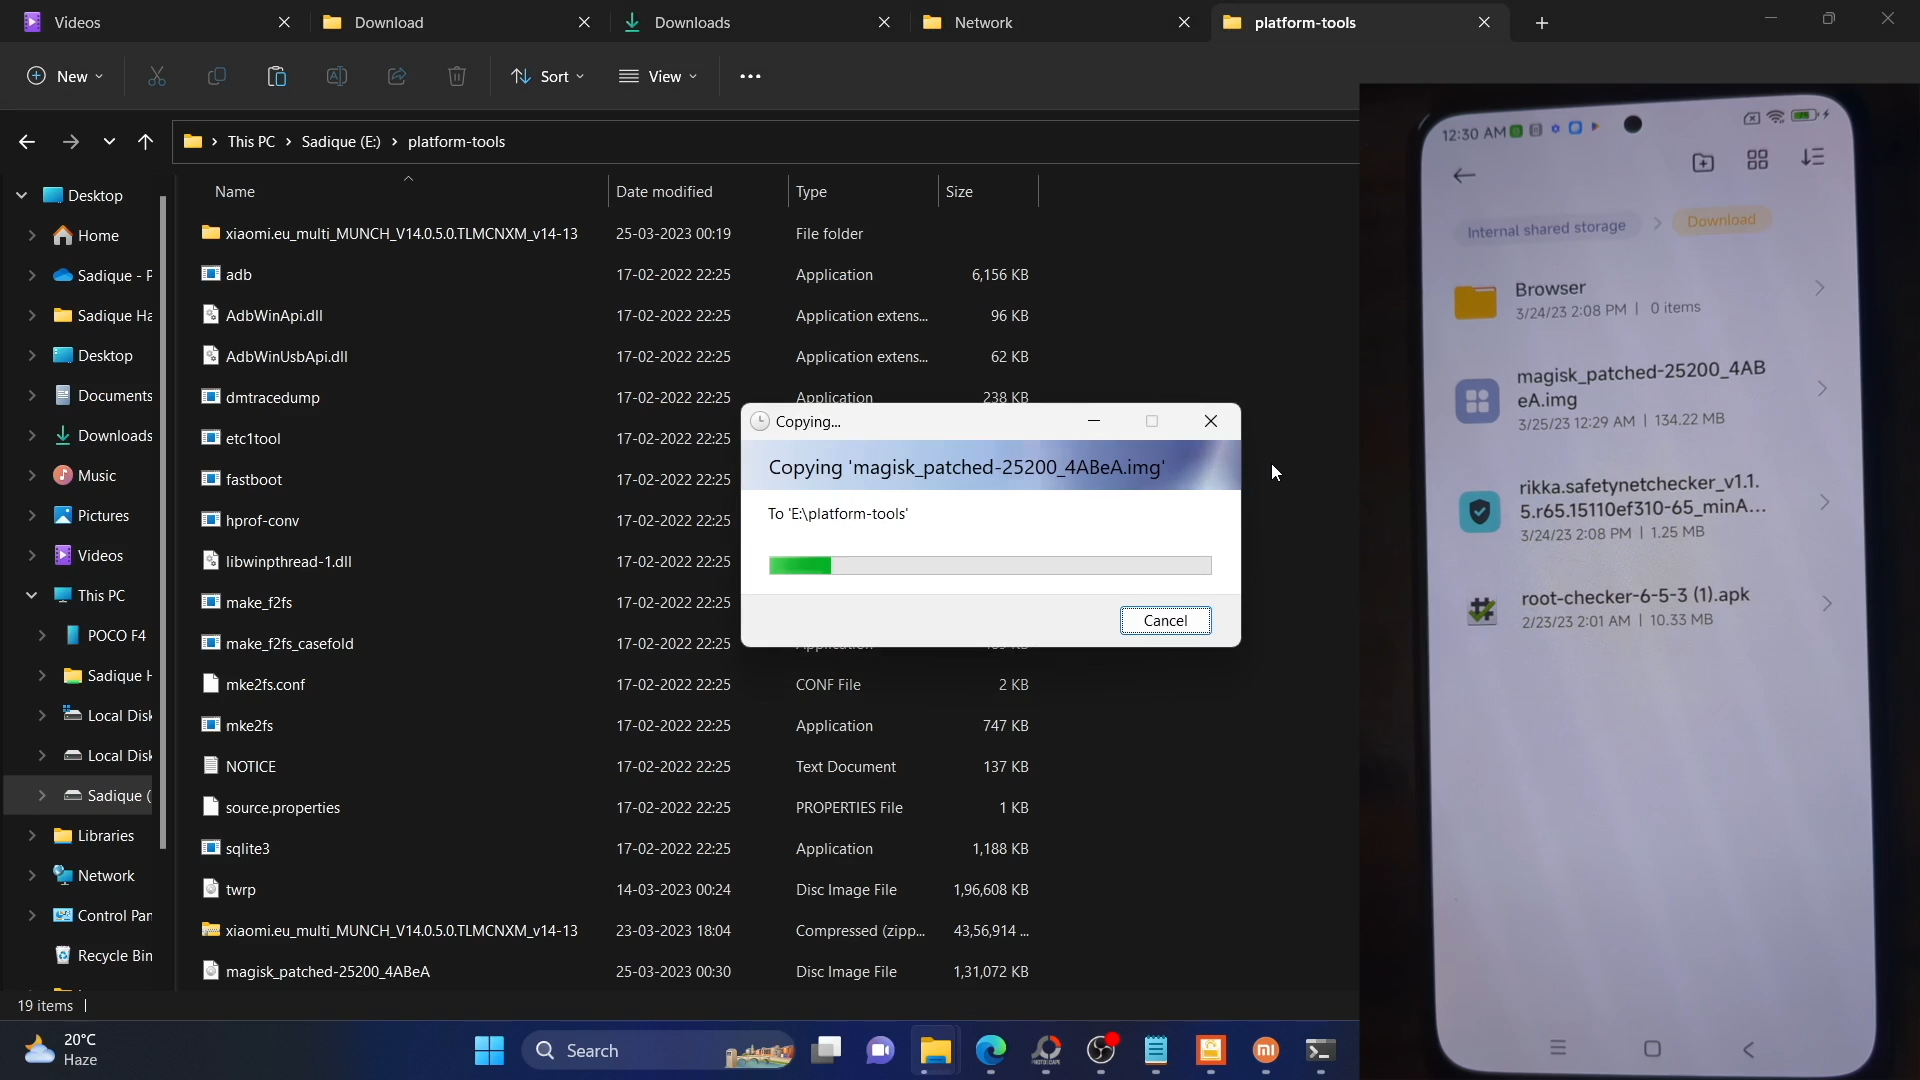 Videos
Download
Downloads
Network
platform-tools
New
Sort
View
This PC
Sadique (E:)
platform-tools
Name
Date modified
Type
Size
Desktop
Home
Sadique - P
Sadique Ha
Desktop
Documents
Downloads
Music
Pictures
Videos
This PC
POCO F4
Sadique H
Local Disk
Local Disk
Sadique (
Libraries
Network
Control Pan
Recycle Bin
xiaomi.eu_multi_MUNCH_V14.0.5.0.TLMCNXM_v14-13 25-03-2023 00:19 File folder
adb 17-02-2022 22:25 Application 6,156 KB
AdbWinApi.dll 17-02-2022 22:25 Application extens... 96 KB
AdbWinUsbApi.dll 17-02-2022 22:25 Application extens... 62 KB
dmtracedump 17-02-2022 22:25 Application 238 KB
etc1tool 17-02-2022 22:25
fastboot 17-02-2022 22:25
hprof-conv 17-02-2022 22:25
libwinpthread-1.dll 17-02-2022 22:25
make_f2fs 17-02-2022 22:25
make_f2fs_casefold 17-02-2022 22:25
mke2fs.conf 17-02-2022 22:25 CONF File 2 KB
mke2fs 17-02-2022 22:25 Application 747 KB
NOTICE 17-02-2022 22:25 Text Document 137 KB
source.properties 17-02-2022 22:25 PROPERTIES File 1 KB
sqlite3 17-02-2022 22:25 Application 1,188 KB
twrp 14-03-2023 00:24 Disc Image File 1,96,608 KB
xiaomi.eu_multi_MUNCH_V14.0.5.0.TLMCNXM_v14-13 23-03-2023 18:04 Compressed (zipp... 43,56,914 ...
magisk_patched-25200_4ABeA 25-03-2023 00:30 Disc Image File 1,31,072 KB
Copying...
Copying 'magisk_patched-25200_4ABeA.img'
To 'E:\platform-tools'
Cancel
19 items
20°C
Haze
Search
mi
12:30 AM
Internal shared storage
Download
Browser
3/24/23 2:08 PM | 0 items
magisk_patched-25200_4AB
eA.img
3/25/23 12:29 AM | 134.22 MB
rikka.safetynetchecker_v1.1.
5.r65.15110ef310-65_minA...
3/24/23 2:08 PM | 1.25 MB
root-checker-6-5-3 (1).apk
2/23/23 2:01 AM | 10.33 MB